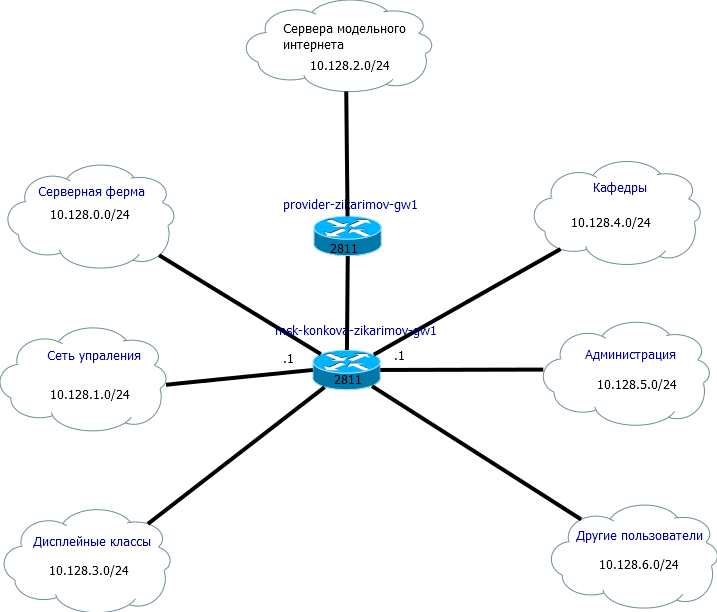 Сервера модельного
интернета
10.128.2.0/24
Серверная ферма
10.128.0.0/24
Кафедры
10.128.4.0/24
provider-zikarimov-gw1
2811
msk-konkova-zikarimov-gw1
.1
.1
2811
Сеть упраления
10.128.1.0/24
Администрация
10.128.5.0/24
Дисплейные классы
10.128.3.0/24
Другие пользователи
10.128.6.0/24